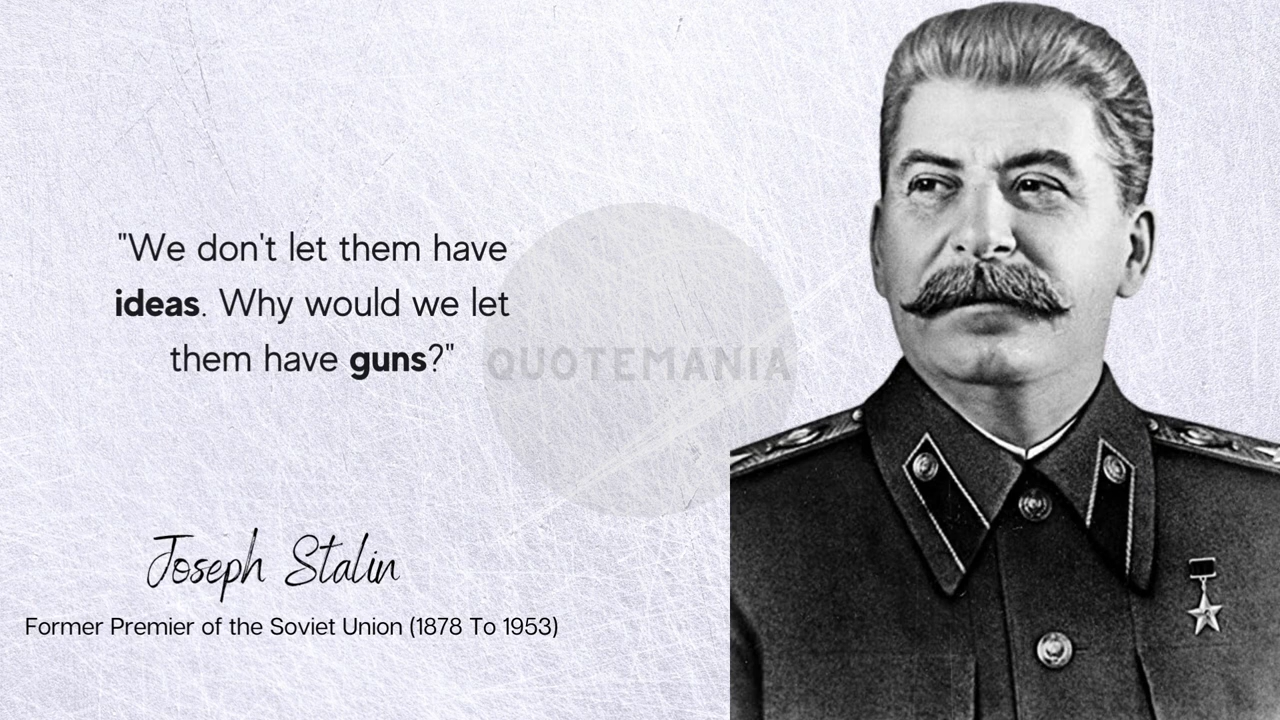 "We don't let them have
ideas. Why would we let
them have guns?"
QUOTEMANIA
Joseph Stalin
Former Premier of the Soviet Union (1878 To 1953)